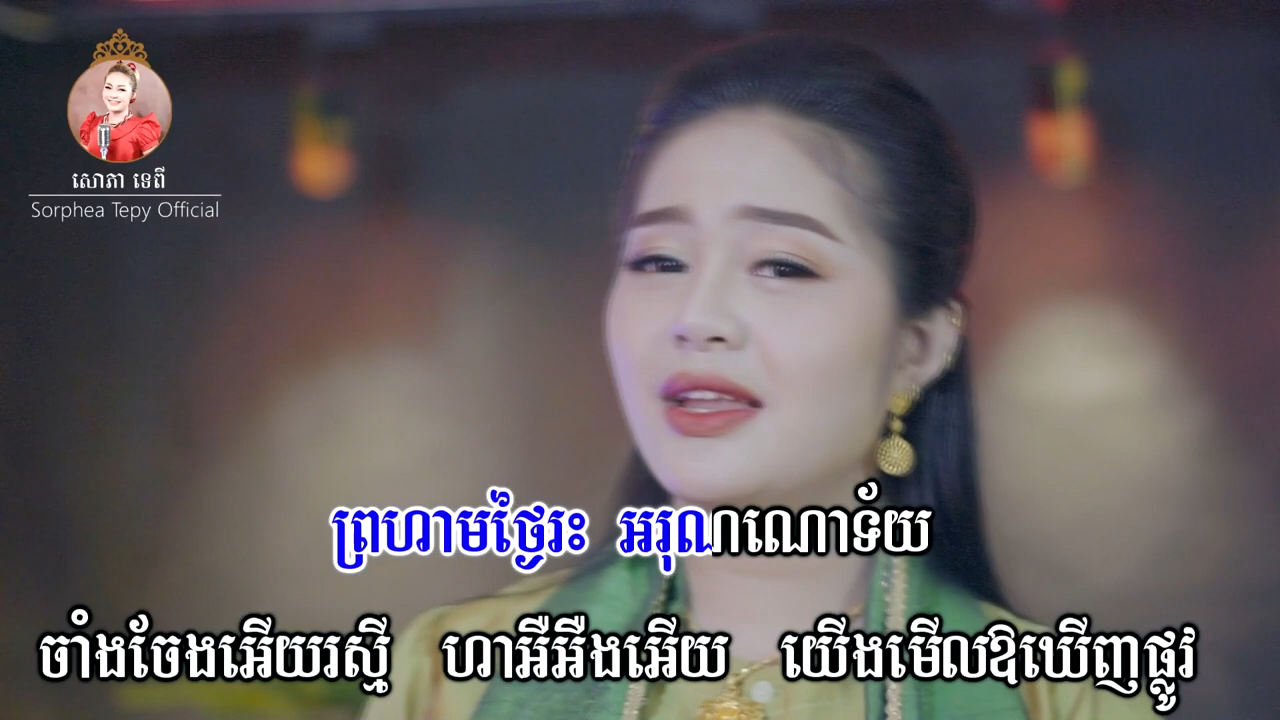 សោភា ទេពី
Sorphea Tepy Official
ព្រហាមថ្ងៃរះ អរុណណោទ័យ
ចាំងចែងអើយរស្មី ហាអឺអឺងអើយ យើងមើលឱឃើញផ្លូវ